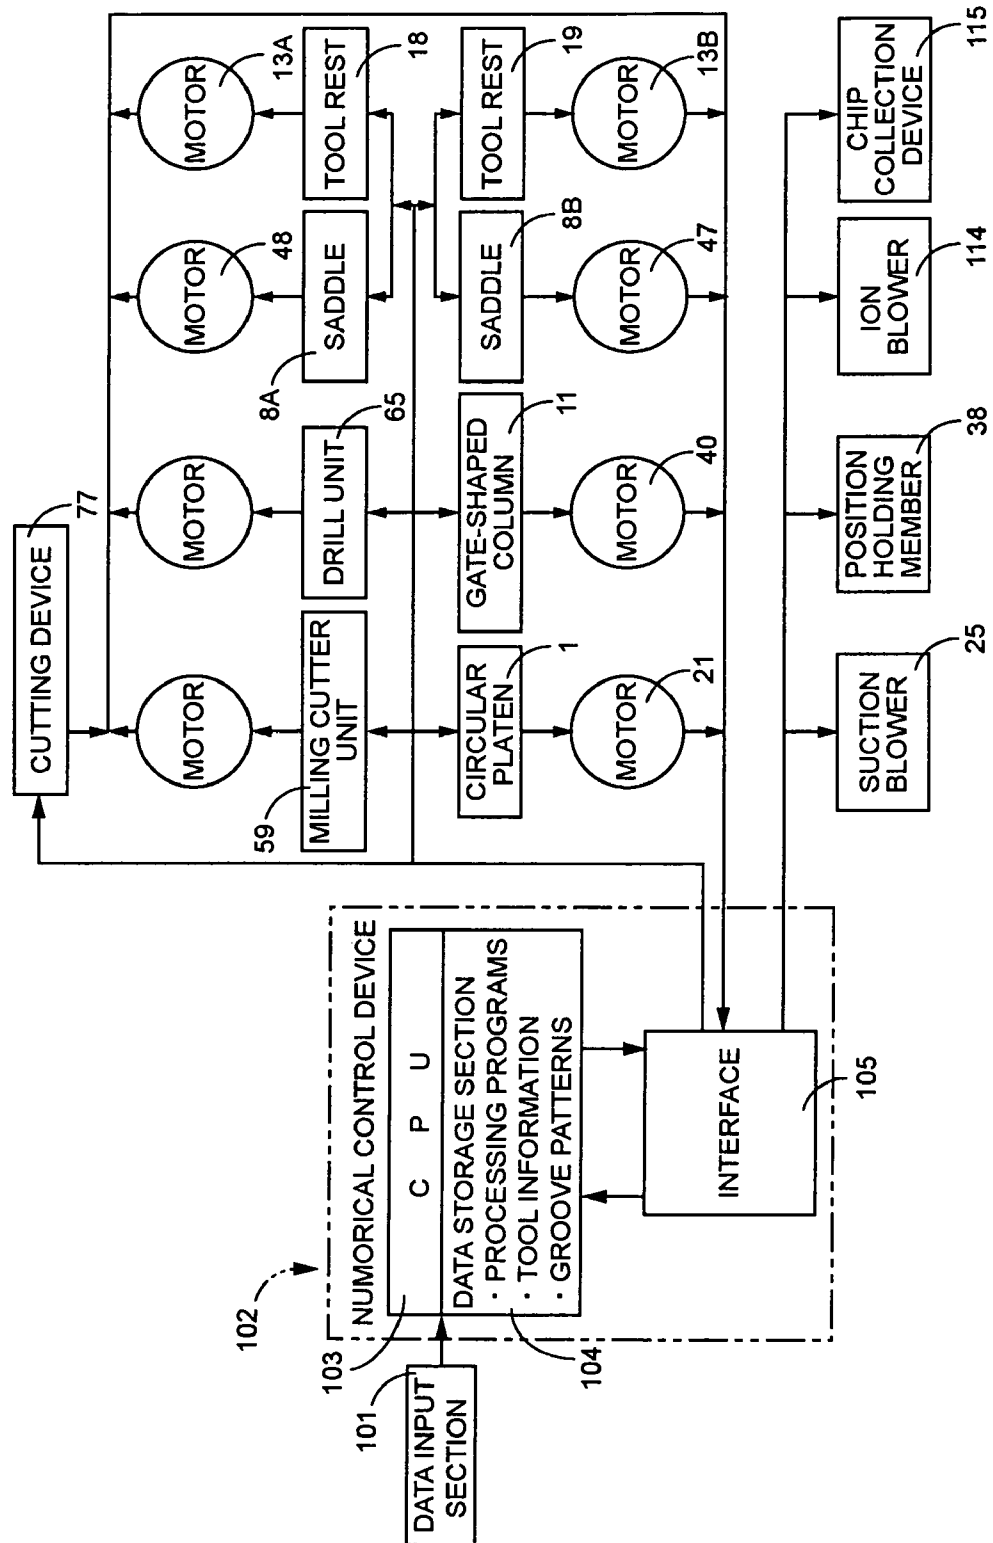 CUTTING DEVICE
77
MOTOR
MOTOR
MOTOR
48
MOTOR
13A
59
MILLING CUTTER
UNIT
DRILL UNIT
65
8A
SADDLE
TOOL REST
18
CIRCULAR
PLATEN
1
GATE-SHAPED
COLUMN
11
SADDLE
8B
TOOL REST
19
MOTOR
21
MOTOR
40
MOTOR
47
MOTOR
13B
102
NUMORICAL CONTROL DEVICE
101
DATA INPUT
SECTION
103
C P U
104
DATA STORAGE SECTION
· PROCESSING PROGRAMS
· TOOL INFORMATION
· GROOVE PATTERNS
INTERFACE
105
SUCTION
BLOWER
25
POSITION
HOLDING
MEMBER
38
ION
BLOWER
114
CHIP
COLLECTION
DEVICE
115